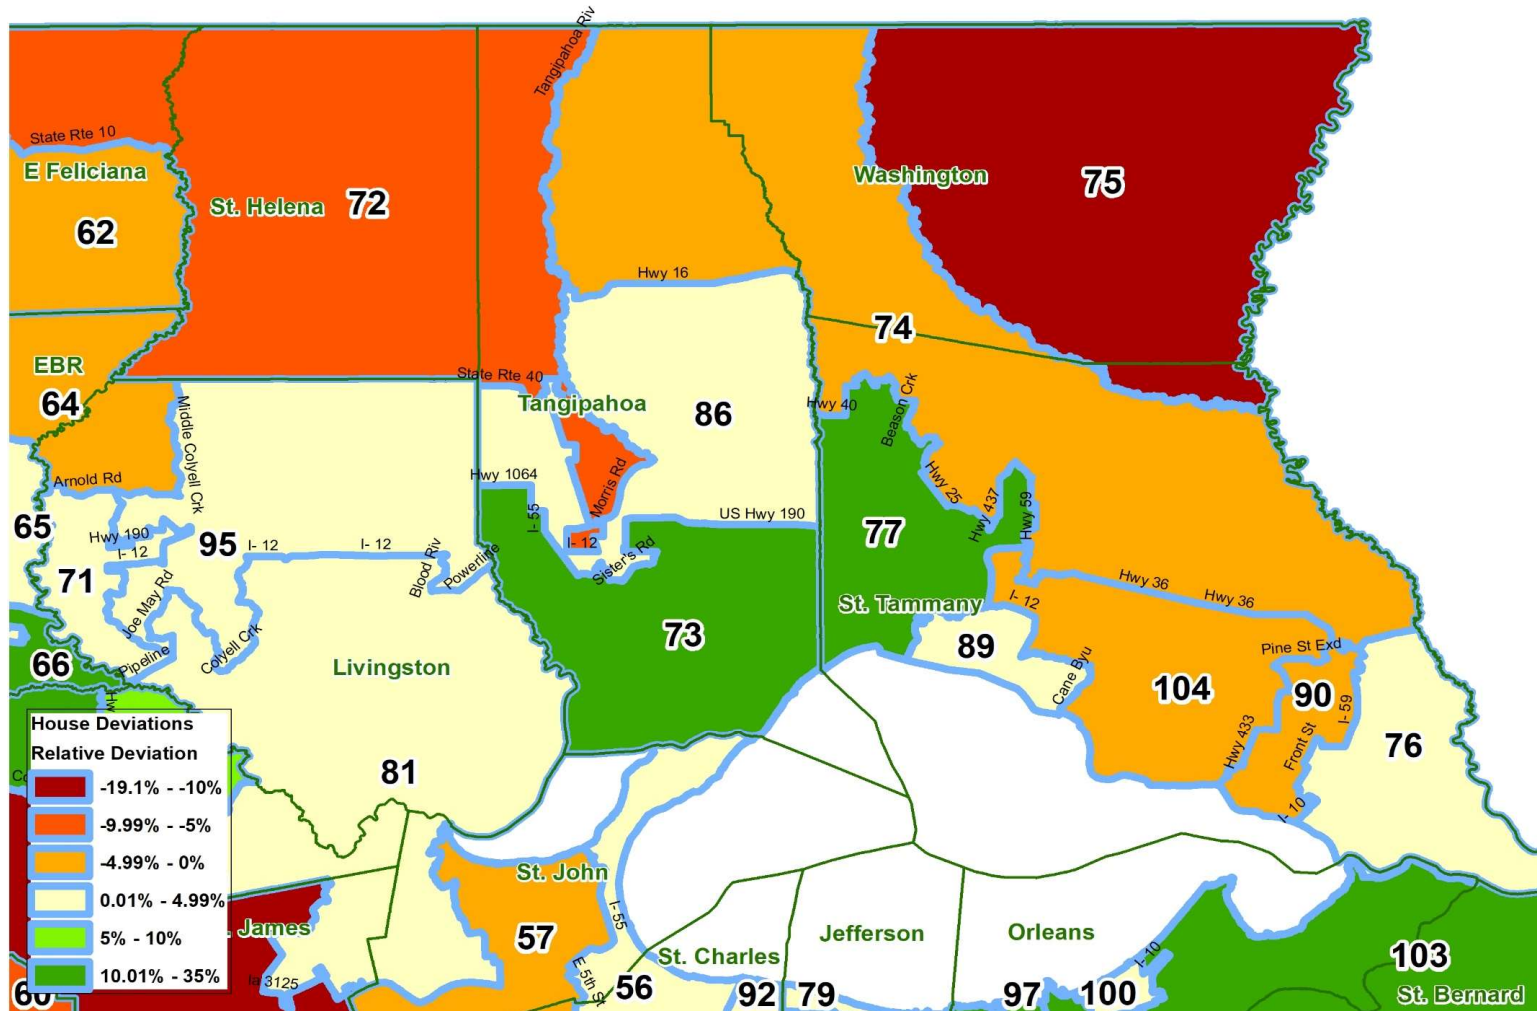 Tangipahoa Riv
State Rte 10
E Feliciana
62
St. Helena
72
Washington
75
Hwy 16
74
EBR
64
State Rte 40
Tangipahoa
86
Hwy 40
Beason Crk
Middle Colyell Crk
Arnold Rd
Hwy 1064
Morris Rd
Hwy 25
Hwy 437
Hwy 59
65
Hwy 190
I- 12
95
I- 12
I- 12
I- 55
I- 12
US Hwy 190
77
71
Joe May Rd
Blood Riv
Powerline
Sister's Rd
Hwy 36
Hwy 36
St. Tammany
I- 12
66
Pipeline
Colyell Crk
Livingston
73
89
Cane Byu
104
Pine St Exd
90
I- 59
Hwy 433
Front St
76
I- 10
81
House Deviations
Relative Deviation
-19.1% - -10%
-9.99% - -5%
-4.99% - 0%
0.01% - 4.99%
5% - 10%
10.01% - 35%
St. John
57
I- 55
E 5th St
James
la 3125
60
St. Charles
56
92
79
Jefferson
Orleans
97
100
I- 10
103
St. Bernard